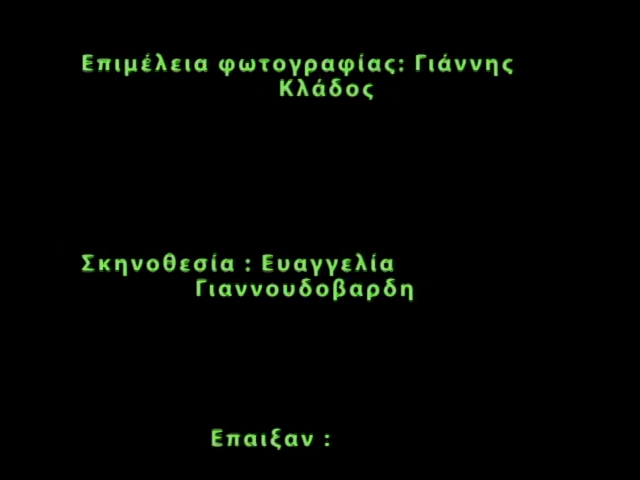 Επιμέλεια φωτογραφίας: Γιάννης
Κλάδος
Σκηνοθεσία : Ευαγγελία
Γιαννουδοβαρδη
Επαιξαν :